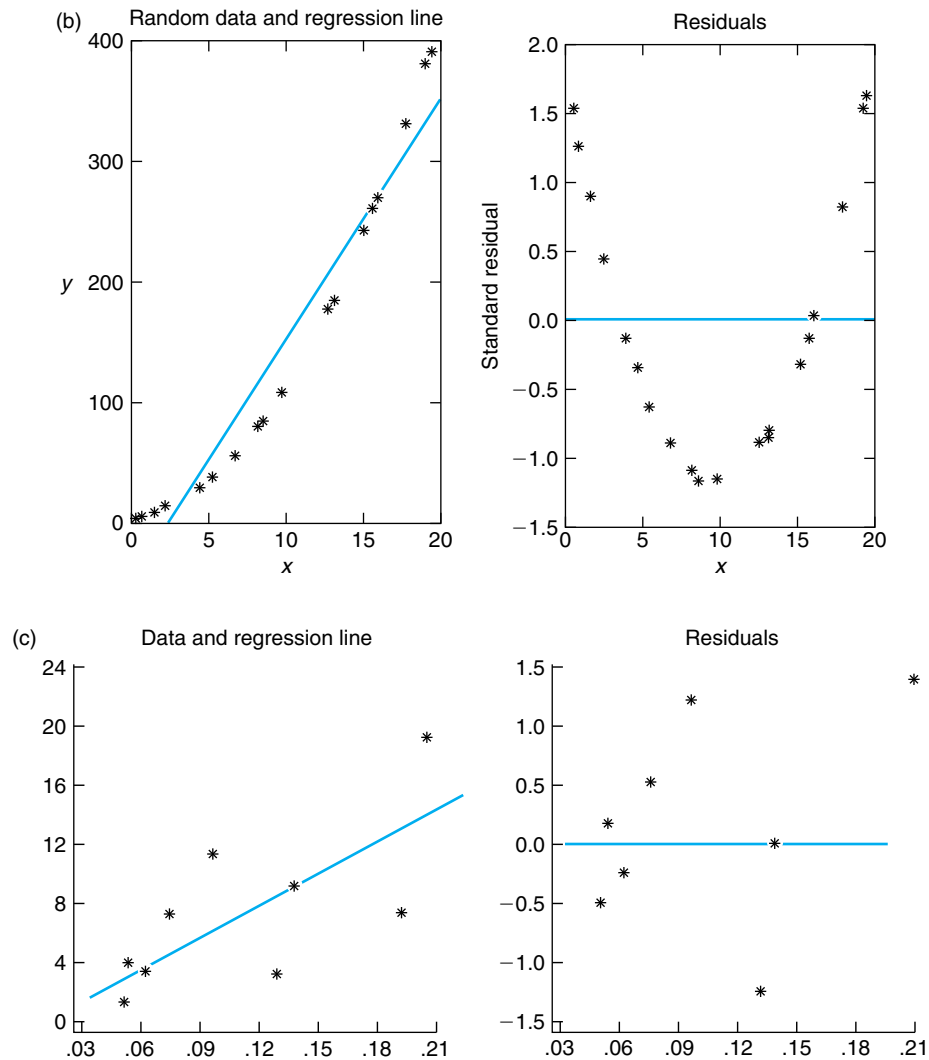 (b)
Random data and regression line
400
300
y
200
100
0
0 5 10 15 20
x
Residuals
2.0
1.5
1.0
0.5
Standard residual
0.0
−0.5
−1.0
−1.5
0 5 10 15 20
x
(c)
Data and regression line
24
20
16
12
8
4
0
.03 .06 .09 .12 .15 .18 .21
Residuals
1.5
1.0
0.5
0.0
−0.5
−1.0
−1.5
.03 .06 .09 .12 .15 .18 .21